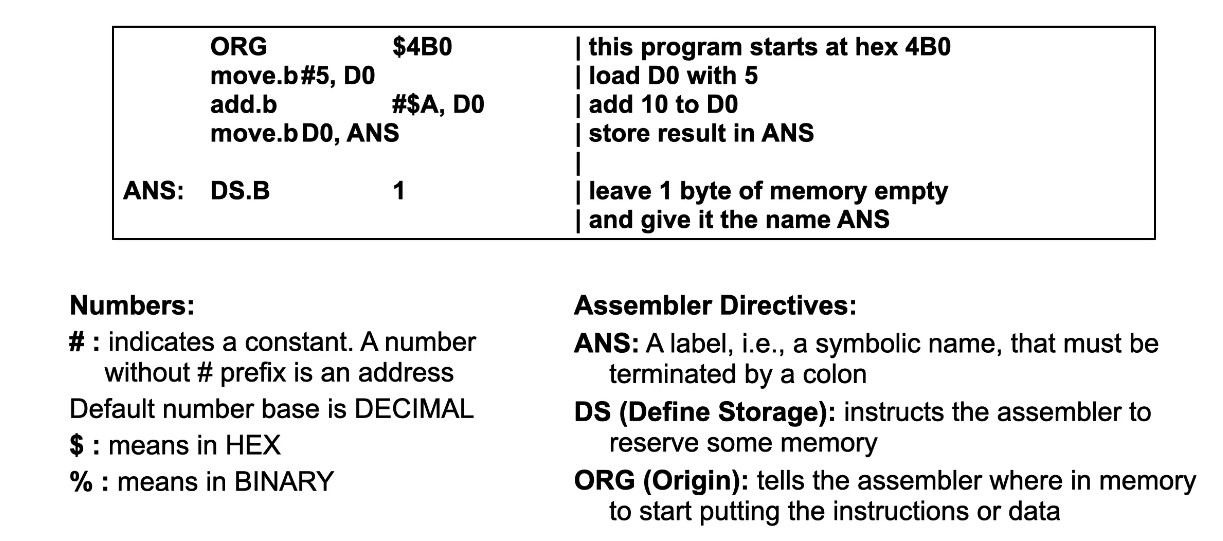 ORG $4B0 | this program starts at hex 4B0
move.b#5, D0 | load D0 with 5
add.b #$A, D0 | add 10 to D0
move.b D0, ANS | store result in ANS
|
ANS: DS.B 1 | leave 1 byte of memory empty
| and give it the name ANS
Numbers:
# : indicates a constant. A number
without # prefix is an address
Default number base is DECIMAL
$ : means in HEX
% : means in BINARY
Assembler Directives:
ANS: A label, i.e., a symbolic name, that must be
terminated by a colon
DS (Define Storage): instructs the assembler to
reserve some memory
ORG (Origin): tells the assembler where in memory
to start putting the instructions or data